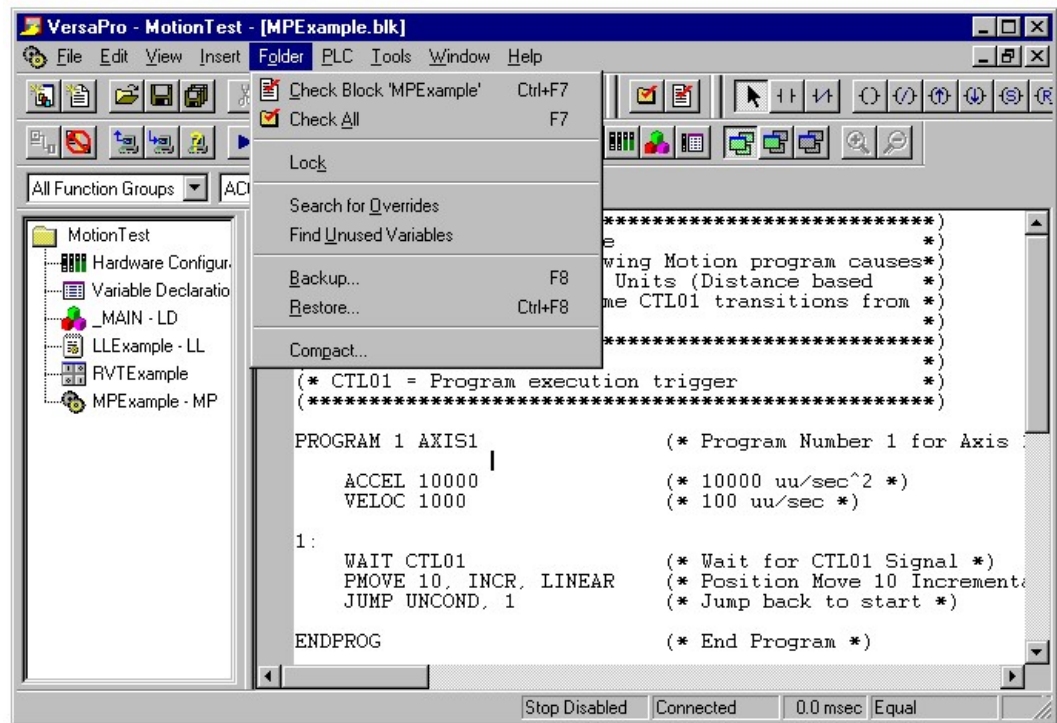 VersaPro - MotionTest - [MPExample.blk]
File Edit View Insert Folder PLC Tools Window Help
Check Block 'MPExample' Ctrl+F7
Check All F7
Lock
Search for Overrides
Find Unused Variables
Backup... F8
Restore... Ctrl+F8
Compact...
All Function Groups
MotionTest
Hardware Configur
Variable Declaratio
_MAIN - LD
LLExample - LL
RVTExample
MPExample - MP
***************************)
*)
wing Motion program causes*)
Units (Distance based *)
me CTL01 transitions from *)
*)
***************************)
*)
(* CTL01 = Program execution trigger *)
(***************************************************)
PROGRAM 1 AXIS1 (* Program Number 1 for Axis
ACCEL 10000 (* 10000 uu/sec^2 *)
VELOC 1000 (* 100 uu/sec *)
1:
WAIT CTL01 (* Wait for CTL01 Signal *)
PMOVE 10, INCR, LINEAR (* Position Move 10 Increment
JUMP UNCOND, 1 (* Jump back to start *)
ENDPROG (* End Program *)
Stop Disabled Connected 0.0 msec Equal